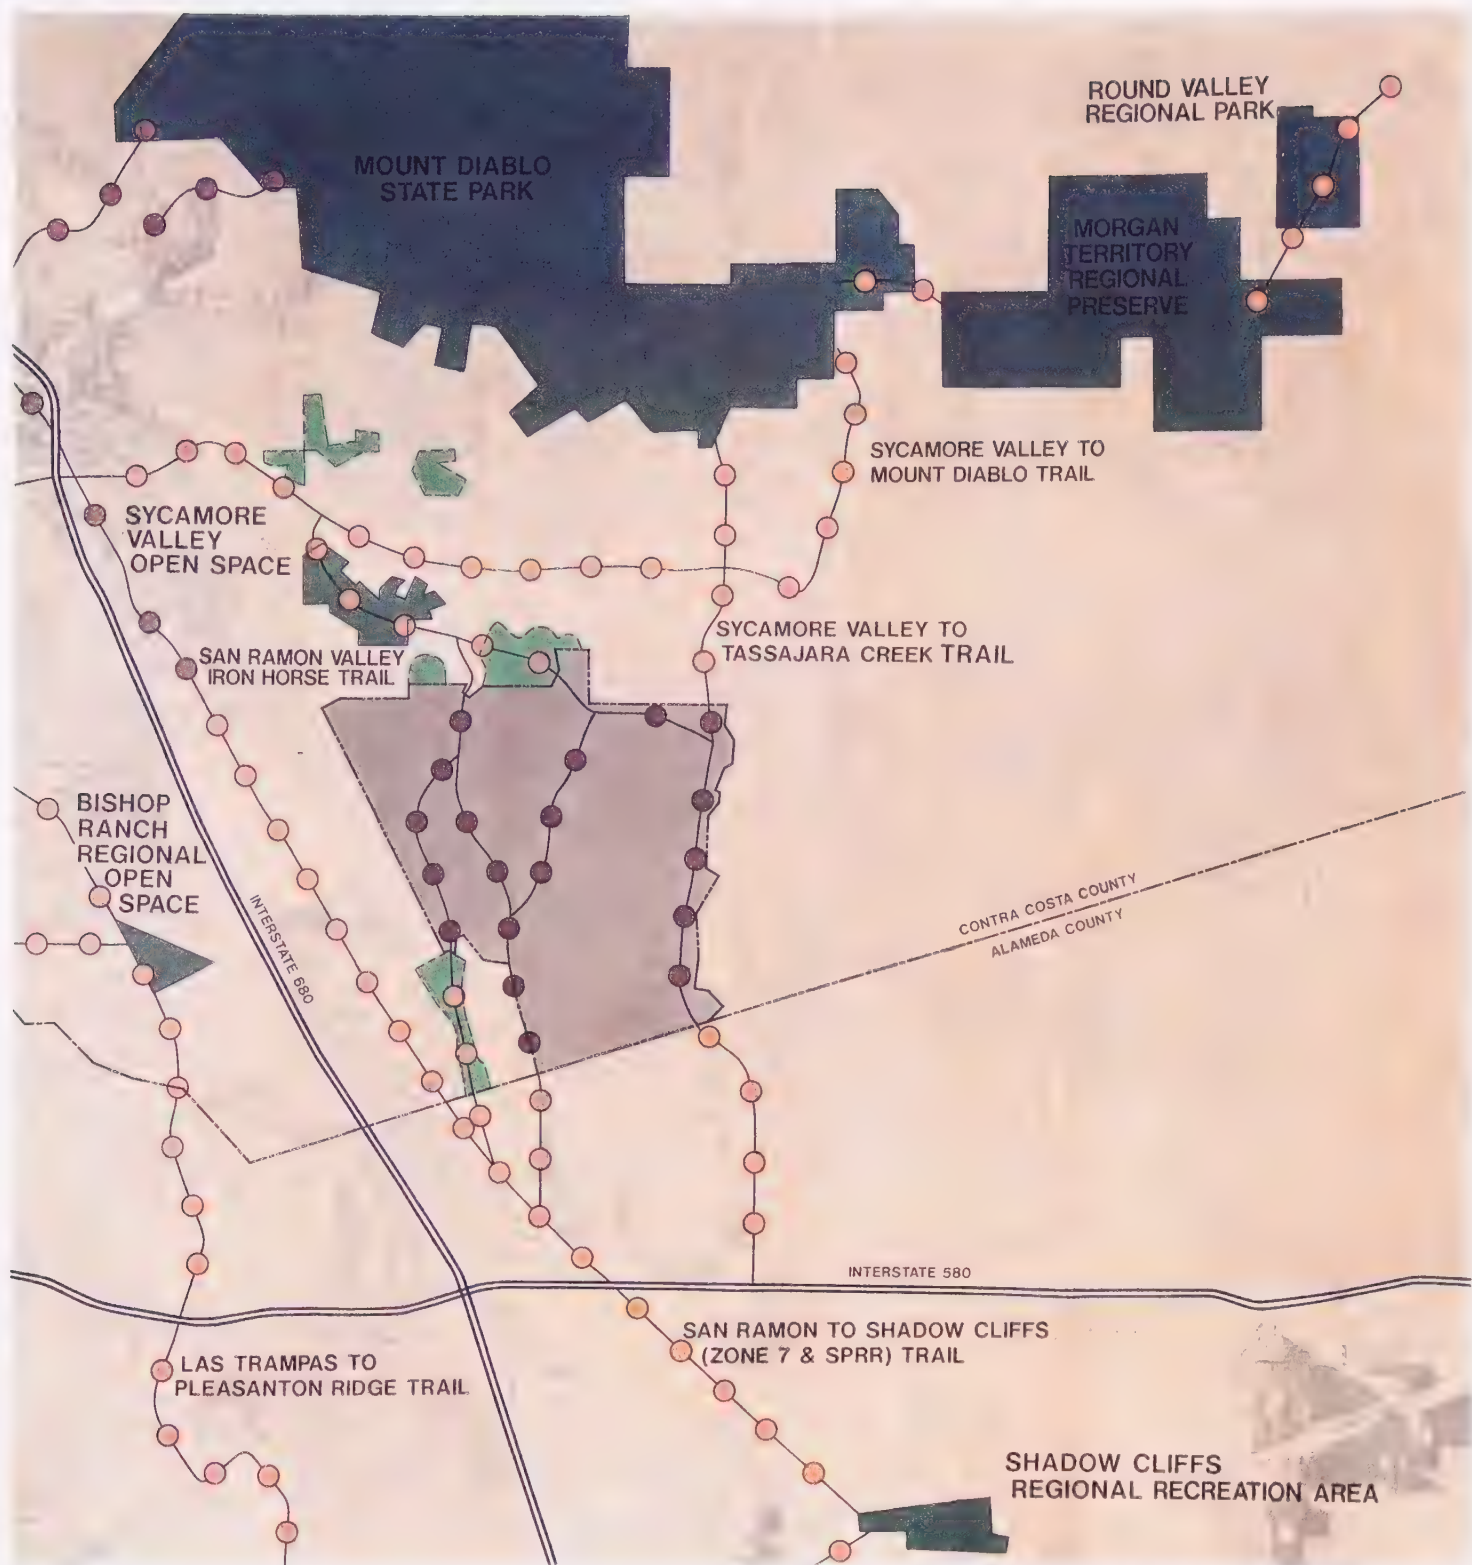 ROUND VALLEY
REGIONAL PARK
MOUNT DIABLO
STATE PARK
MORGAN
TERRITORY
REGIONAL
PRESERVE
SYCAMORE VALLEY TO
MOUNT DIABLO TRAIL
SYCAMORE
VALLEY
OPEN SPACE
SYCAMORE VALLEY TO
TASSAJARA CREEK TRAIL
SAN RAMON VALLEY
IRON HORSE TRAIL
BISHOP
RANCH
REGIONAL
OPEN
SPACE
INTERSTATE 680
CONTRA COSTA COUNTY
ALAMEDA COUNTY
INTERSTATE 580
SAN RAMON TO SHADOW CLIFFS
(ZONE 7 & SPRR) TRAIL
LAS TRAMPAS TO
PLEASANTON RIDGE TRAIL
SHADOW CLIFFS
REGIONAL RECREATION AREA